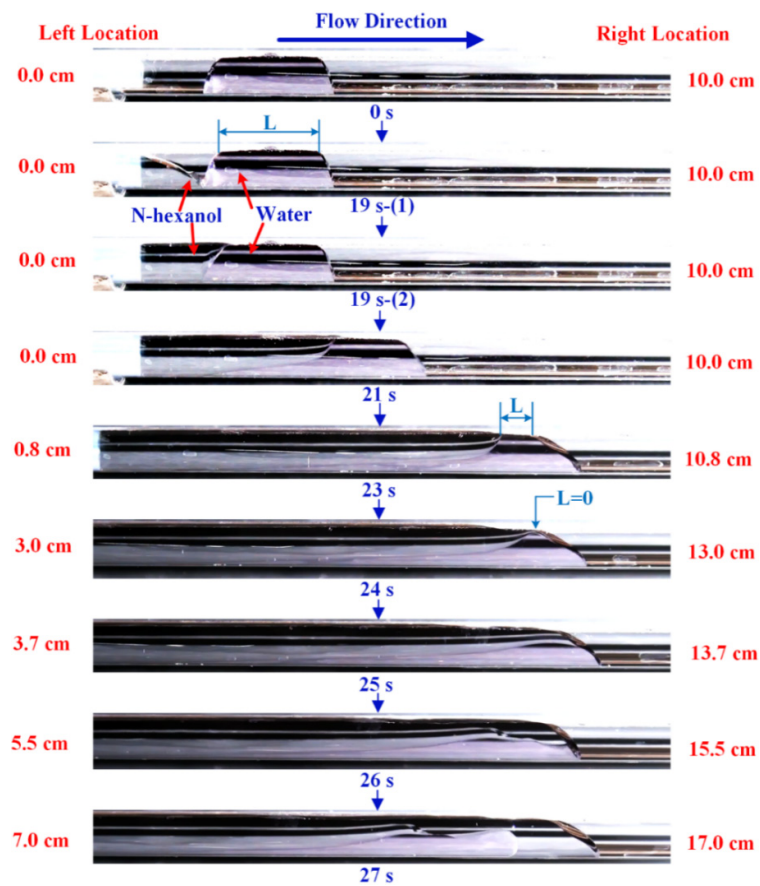 Flow Direction
Left Location
Right Location
0.0 cm
10.0 cm
0 s
L
0.0 cm
10.0 cm
N-hexanol
Water
19 s-(1)
0.0 cm
10.0 cm
19 s-(2)
0.0 cm
10.0 cm
21 s
L
0.8 cm
10.8 cm
23 s
L=0
3.0 cm
13.0 cm
24 s
3.7 cm
13.7 cm
25 s
5.5 cm
15.5 cm
26 s
7.0 cm
17.0 cm
27 s